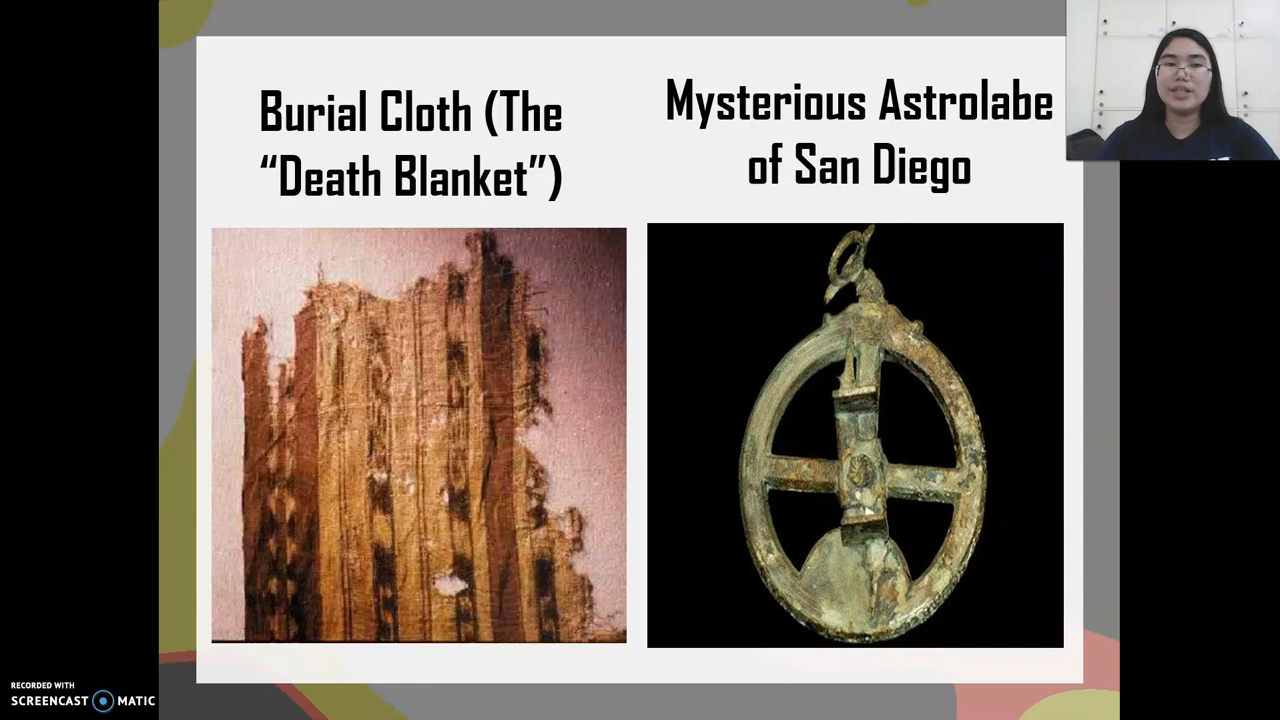 Burial Cloth (The
“Death Blanket”)
Mysterious Astrolabe
of San Diego
RECORDED WITH
SCREENCAST MATIC